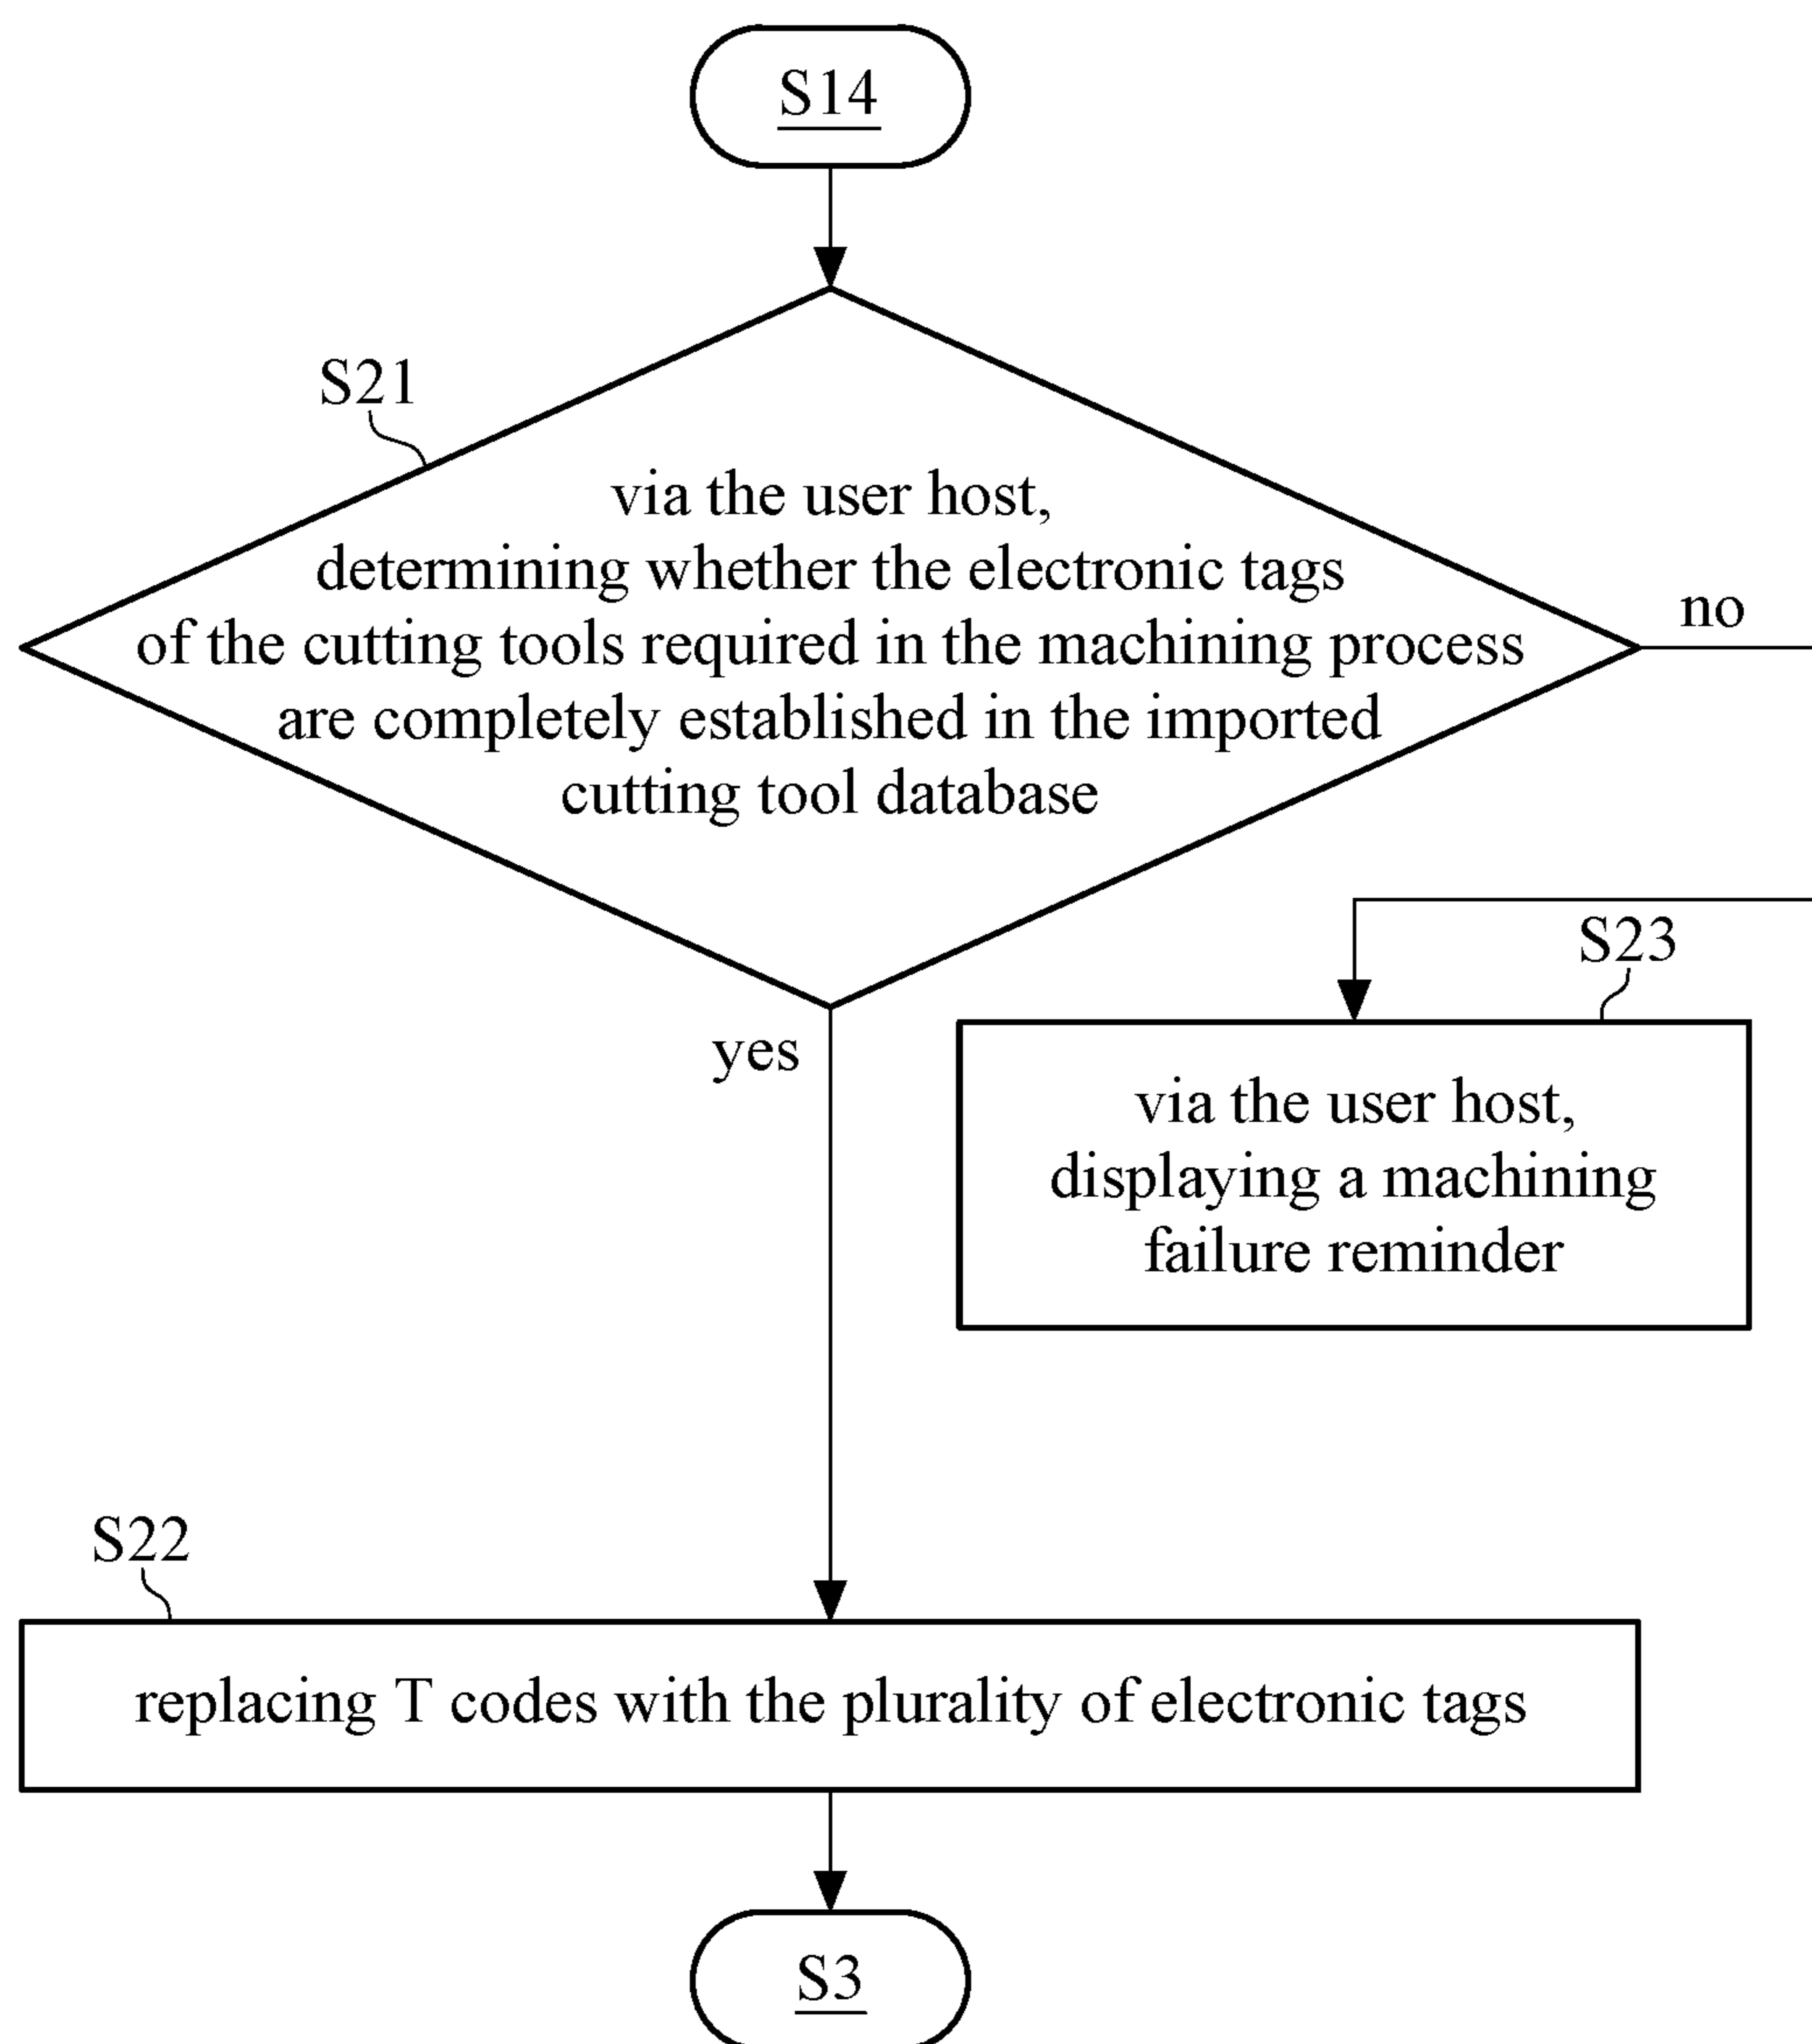 S14
S21
via the user host,
determining whether the electronic tags
of the cutting tools required in the machining process
are completely established in the imported
cutting tool database
no
yes
S23
via the user host,
displaying a machining
failure reminder
S22
replacing T codes with the plurality of electronic tags
S3